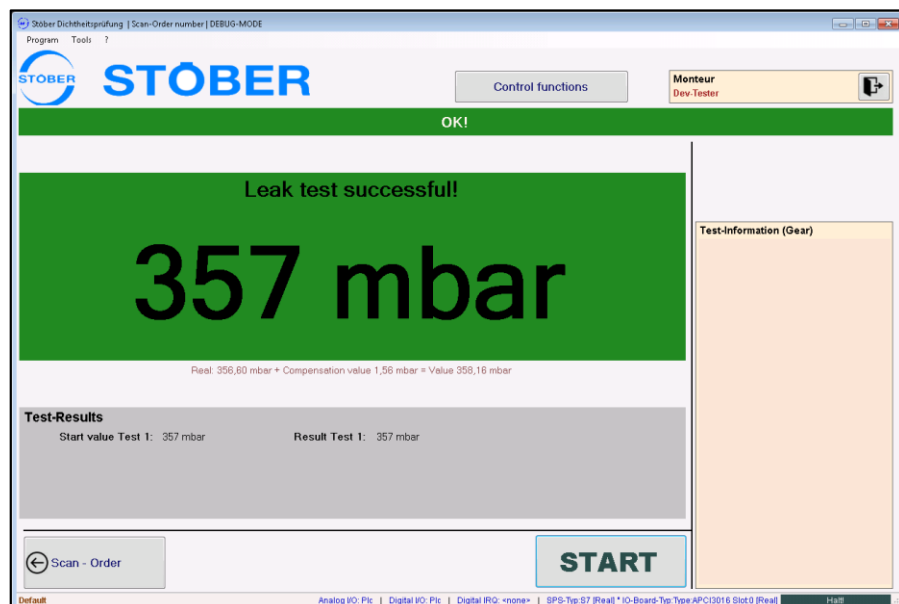 Stöber Dichtheitsprüfung | Scan-Order number | DEBUG-MODE
Program Tools ?
STÖBER
STÖBER
Control functions
Monteur
Dev-Tester
OK!
Leak test successful!
357 mbar
Real: 356,60 mbar + Compensation value 1,56 mbar = Value 358,16 mbar
Test-Information (Gear)
Test-Results
Start value Test 1: 357 mbar Result Test 1: 357 mbar
Scan - Order
START
Default
Analog I/O: Plc | Digital I/O: Plc | Digital IRQ: <none> | SPS-Typ:S7 [Real] * IO-Board-Typ:Type:APCI3016 Slot:0 [Real]
Halt!